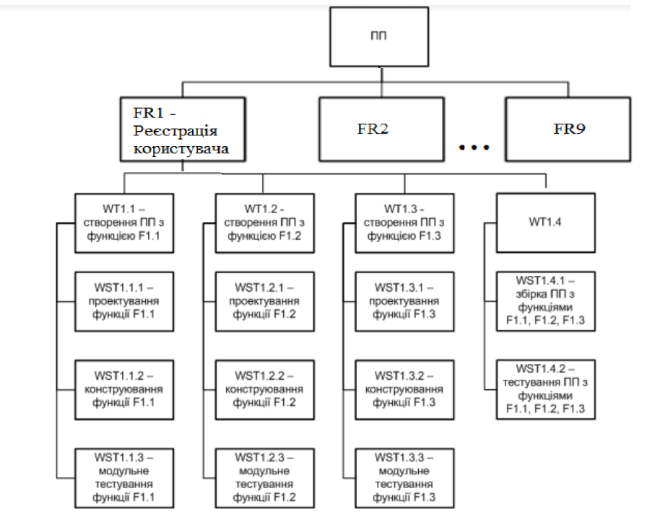 ПП
FR1 -
Реєстрація
користувача
FR2
...
FR9
WT1.1 –
створення ПП з
функцією F1.1
WT1.2 -
створення ПП з
функцією F1.2
WT1.3 -
створення ПП з
функцією F1.3
WT1.4
WST1.1.1 –
проектування
функції F1.1
WST1.2.1 –
проектування
функції F1.2
WST1.3.1 –
проектування
функції F1.3
WST1.4.1 –
збірка ПП з
функціями
F1.1, F1.2, F1.3
WST1.1.2 –
конструювання
функції F1.1
WST1.2.2 –
конструювання
функції F1.2
WST1.3.2 –
конструювання
функції F1.3
WST1.4.2 –
тестування ПП з
функціями
F1.1, F1.2, F1.3
WST1.1.3 –
модульне
тестування
функції F1.1
WST1.2.3 –
модульне
тестування
функції F1.2
WST1.3.3 –
модульне
тестування
функції F1.3